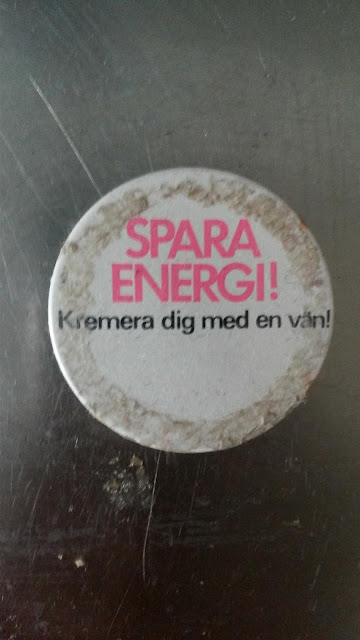 SPARA
ENERGI!
Kremera dig med en vän!